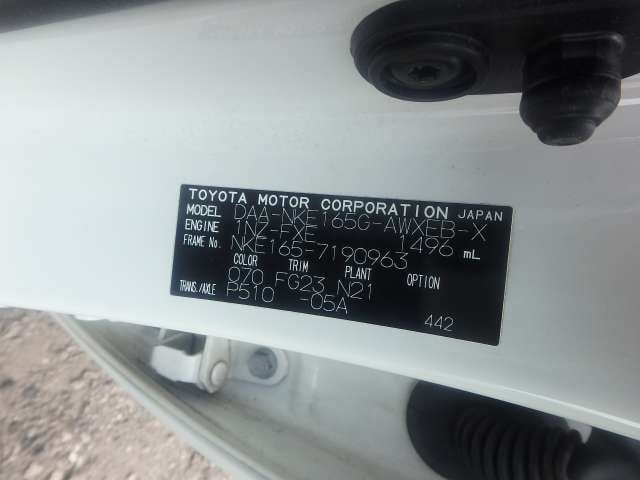 TOYOTA MOTOR CORPORATION JAPAN
MODEL DAA-NKE165G-AWXEB-X
ENGINE 1NZ-FXE 1496 mL
FRAME No. NKE165-7190963
COLOR TRIM PLANT OPTION
070 FG23 N21
TRANS./AXLE P510 -05A
442